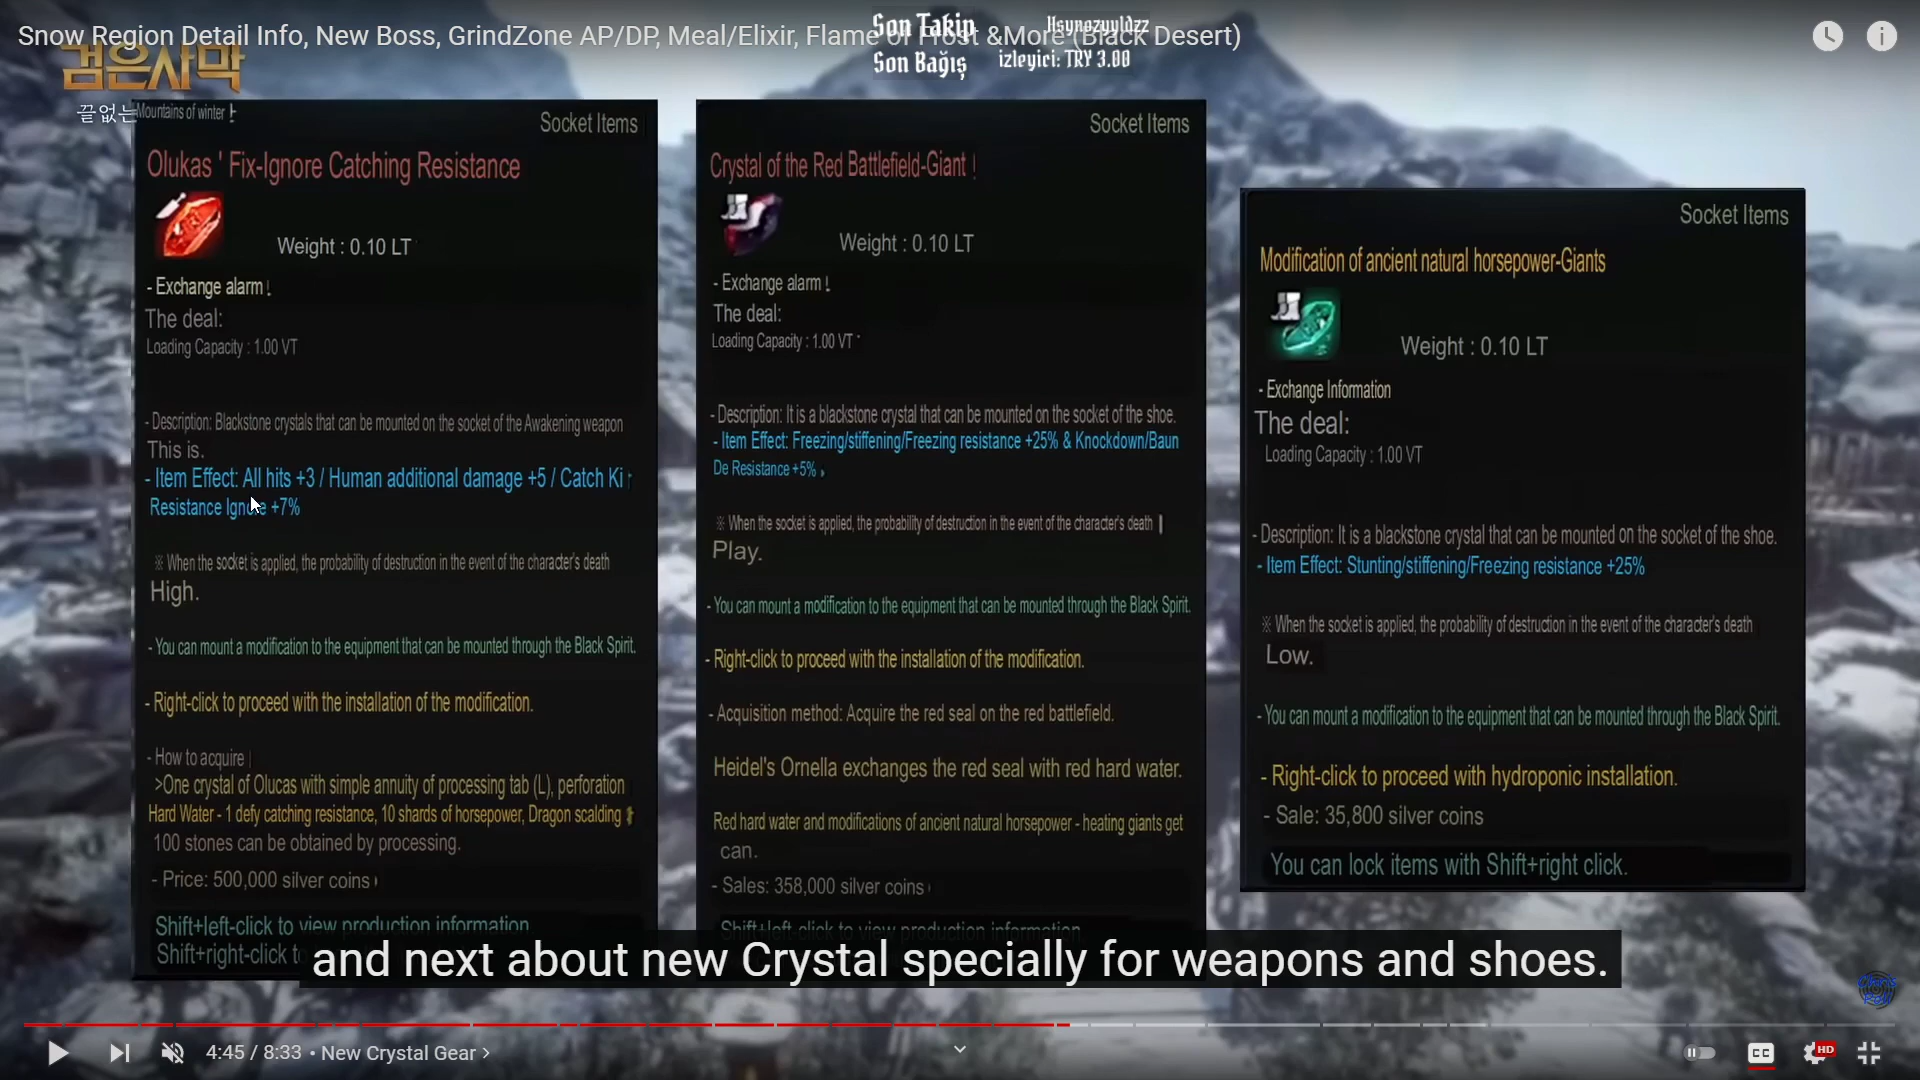 Snow Region Detail Info, New Boss, GrindZone AP/DP, Meal/Elixir, Flame of Frost &More (Black Desert)
Son Takip
Son Bağış
izleyici: TRY 3.00
검은사막
끝없는
Mountains of winter
Socket Items
Olukas ' Fix-Ignore Catching Resistance
Weight : 0.10 LT
- Exchange alarm
The deal:
Loading Capacity : 1.00 VT
- Description: Blackstone crystals that can be mounted on the socket of the Awakening weapon
This is.
- Item Effect: All hits +3 / Human additional damage +5 / Catch Ki
Resistance Ignore +7%
※ When the socket is applied, the probability of destruction in the event of the character's death
High.
- You can mount a modification to the equipment that can be mounted through the Black Spirit.
- Right-click to proceed with the installation of the modification.
- How to acquire
>One crystal of Olucas with simple annuity of processing tab (L), perforation
Hard Water - 1 defy catching resistance, 10 shards of horsepower, Dragon scalding
100 stones can be obtained by processing.
- Price: 500,000 silver coins
Shift+left-click to view production information
Shift+right-click to
Socket Items
Crystal of the Red Battlefield-Giant
Weight : 0.10 LT
- Exchange alarm
The deal:
Loading Capacity : 1.00 VT
- Description: It is a blackstone crystal that can be mounted on the socket of the shoe.
- Item Effect: Freezing/stiffening/Freezing resistance +25% & Knockdown/Baun
De Resistance +5%
※ When the socket is applied, the probability of destruction in the event of the character's death
Play.
- You can mount a modification to the equipment that can be mounted through the Black Spirit.
- Right-click to proceed with the installation of the modification.
- Acquisition method: Acquire the red seal on the red battlefield.
Heidel's Ornella exchanges the red seal with red hard water.
Red hard water and modifications of ancient natural horsepower - heating giants get
can.
- Sales: 358,000 silver coins
Shift+left-click to view production information
Socket Items
Modification of ancient natural horsepower-Giants
Weight : 0.10 LT
- Exchange Information
The deal:
Loading Capacity : 1.00 VT
- Description: It is a blackstone crystal that can be mounted on the socket of the shoe.
- Item Effect: Stunting/stiffening/Freezing resistance +25%
※ When the socket is applied, the probability of destruction in the event of the character's death
Low.
- You can mount a modification to the equipment that can be mounted through the Black Spirit.
- Right-click to proceed with hydroponic installation.
- Sale: 35,800 silver coins
You can lock items with Shift+right click.
and next about new Crystal specially for weapons and shoes.
4:45 / 8:33 • New Crystal Gear >
CC
HD